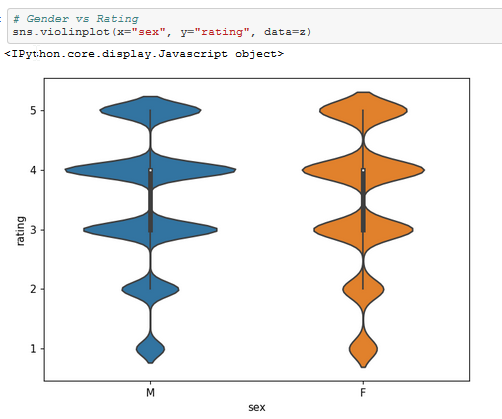 # Gender vs Rating
sns.violinplot(x="sex", y="rating", data=z)
<IPython.core.display.Javascript object>
5
4
3
2
1
rating
M F
sex